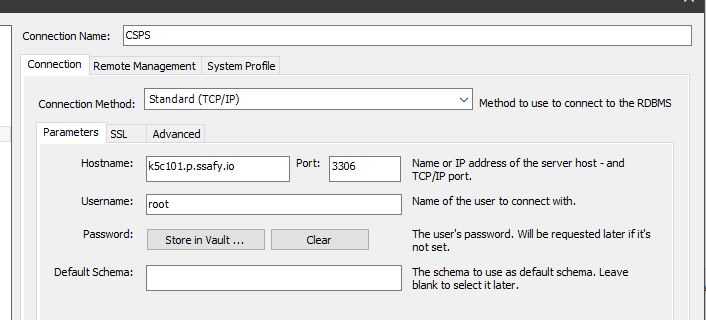 Connection Name: CSPS
Connection Remote Management System Profile
Connection Method: Standard (TCP/IP) Method to use to connect to the RDBMS
Parameters SSL Advanced
Hostname: k5c101.p.ssafy.io Port: 3306 Name or IP address of the server host - and
TCP/IP port.
Username: root Name of the user to connect with.
Password: Store in Vault ... Clear The user's password. Will be requested later if it's
not set.
Default Schema: The schema to use as default schema. Leave
blank to select it later.